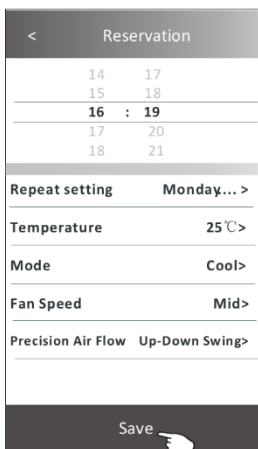 < Reservation
14 17
15 18
16 : 19
17 20
18 21
Repeat setting Monday... >
Temperature 25℃>
Mode Cool>
Fan Speed Mid>
Precision Air Flow Up-Down Swing>
Save